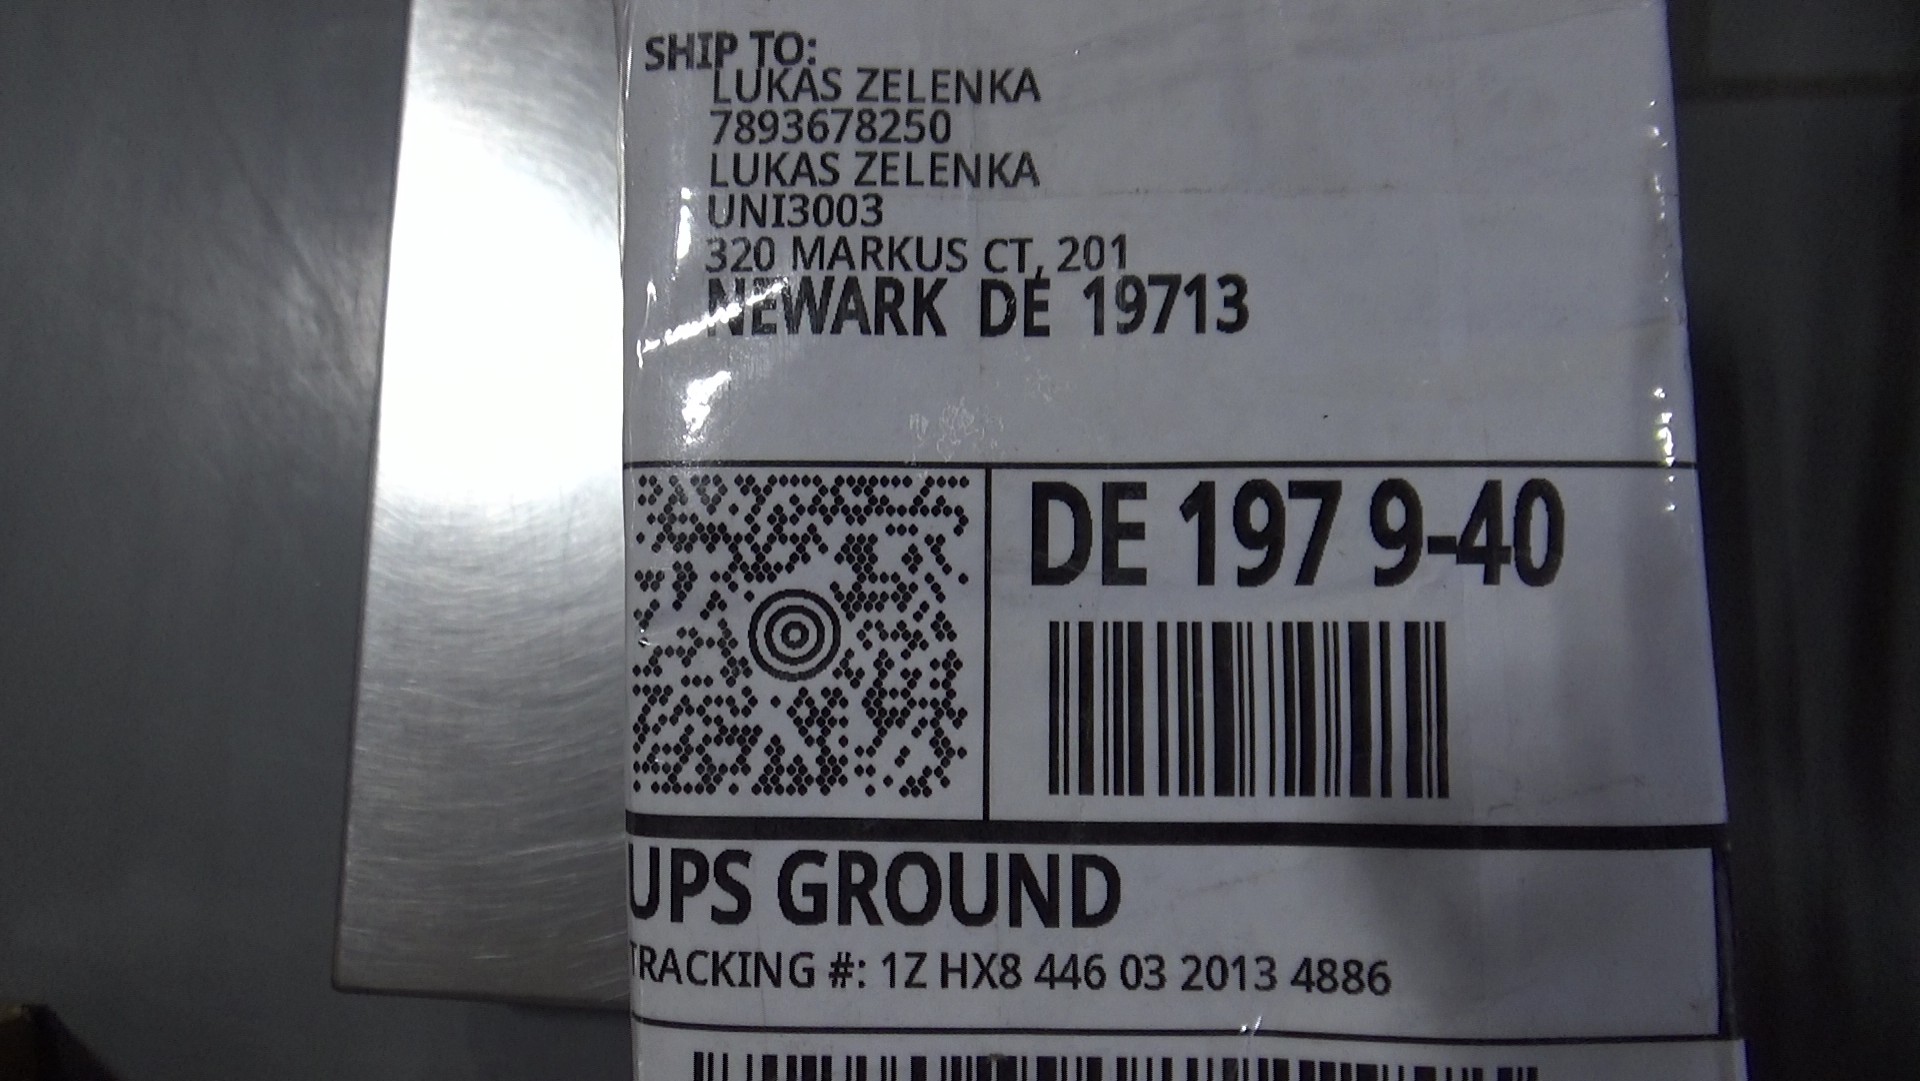 SHIP TO:
LUKAS ZELENKA
7893678250
LUKAS ZELENKA
UNI3003
320 MARKUS CT, 201
NEWARK DE 19713
DE 197 9-40
UPS GROUND
TRACKING #: 1Z HX8 446 03 2013 4886